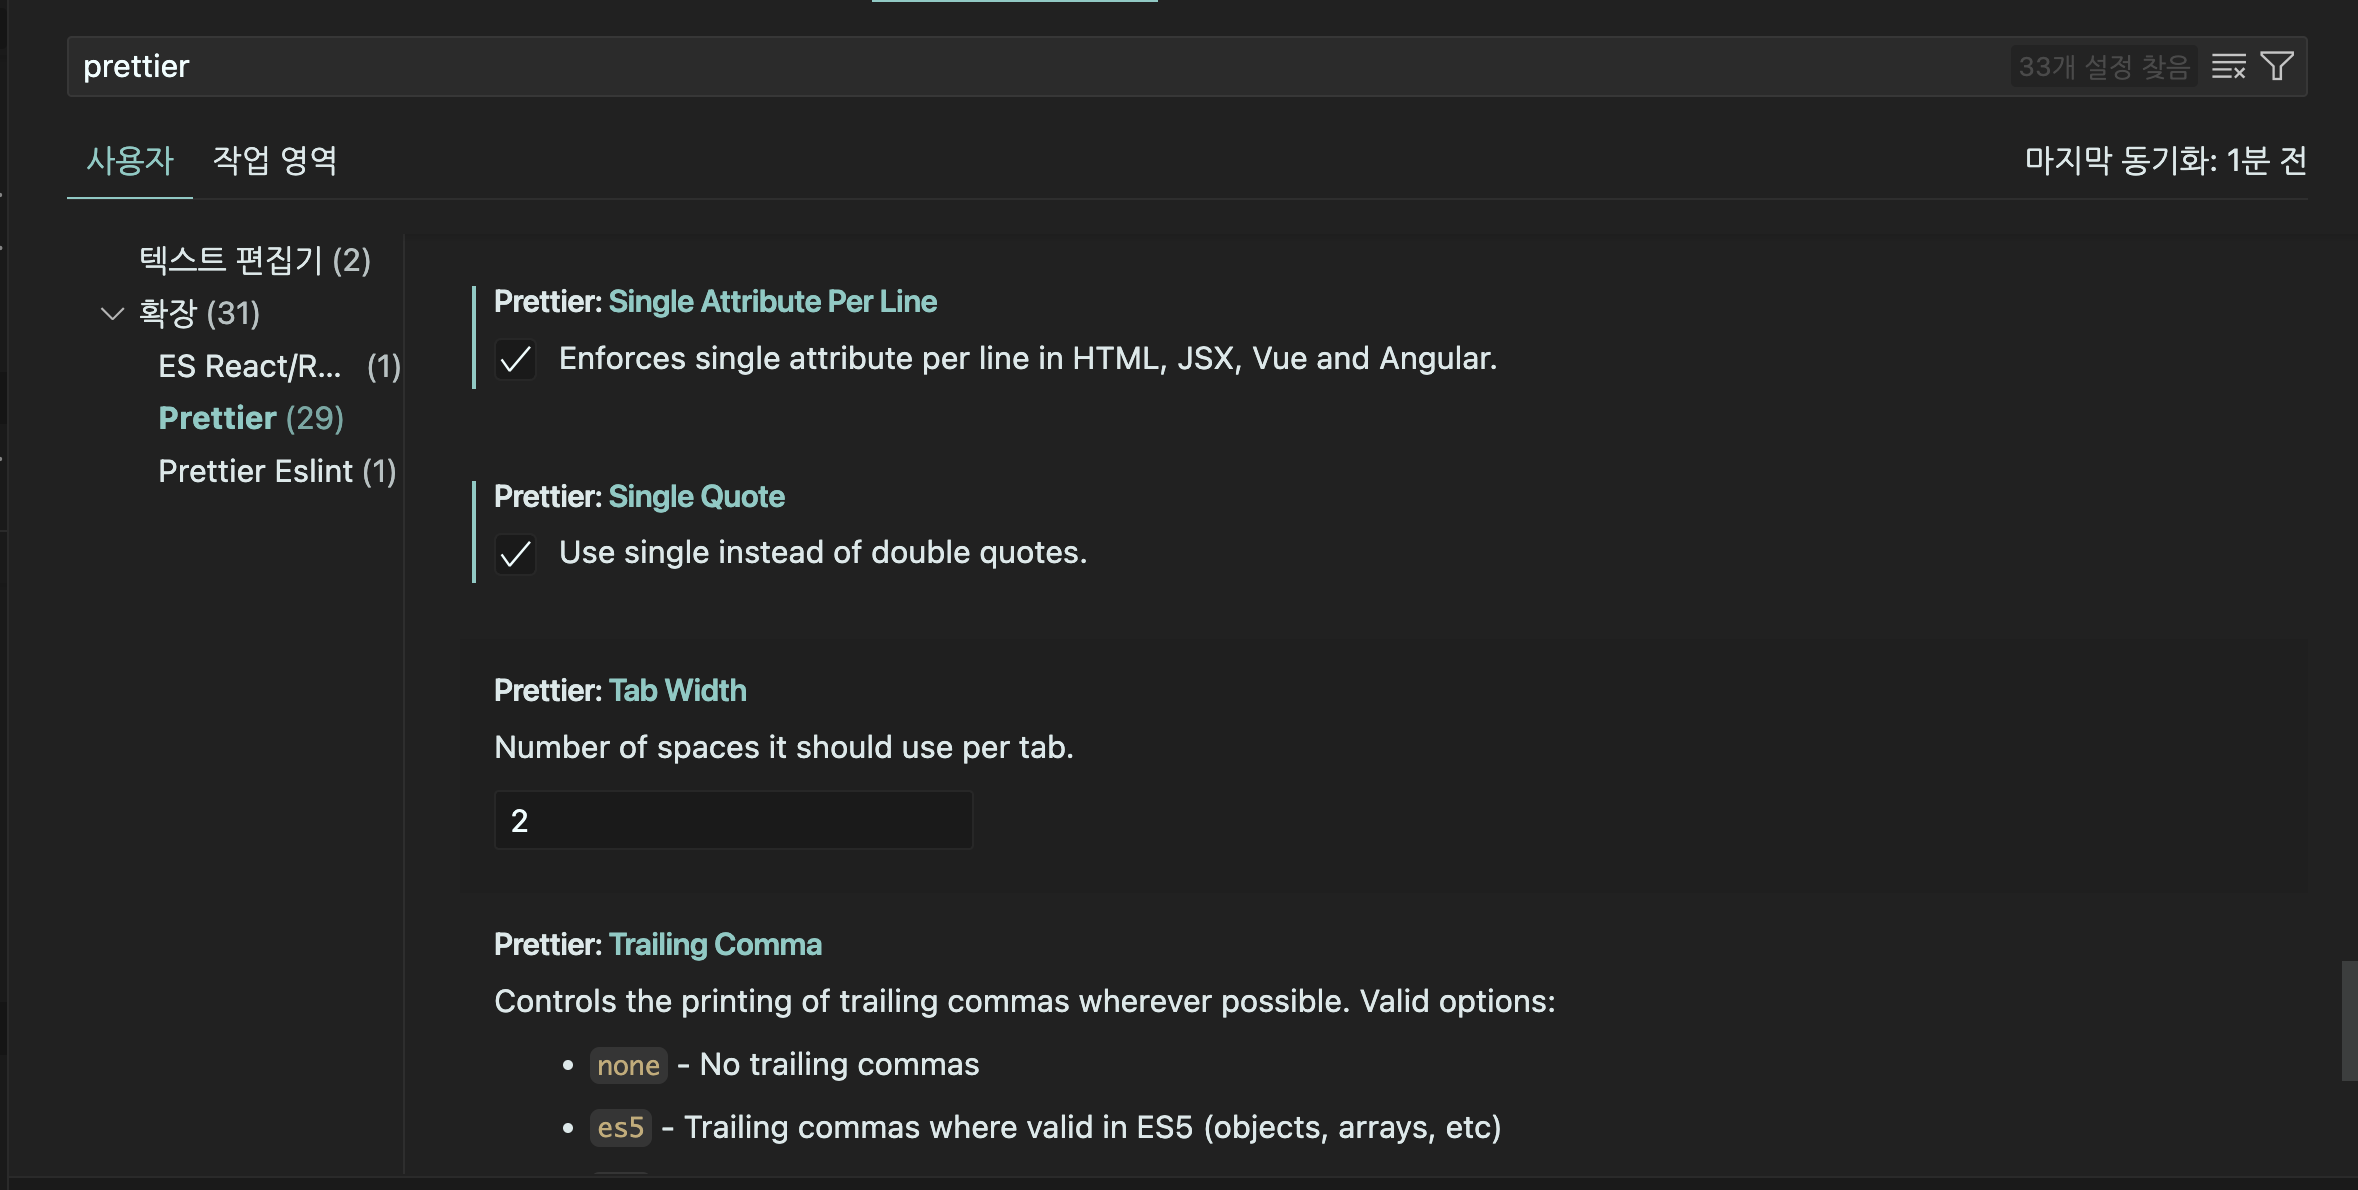 prettier
33개 설정 찾음
사용자 작업 영역
마지막 동기화: 1분 전
텍스트 편집기 (2)
확장 (31)
ES React/R... (1)
Prettier (29)
Prettier Eslint (1)
Prettier: Single Attribute Per Line
Enforces single attribute per line in HTML, JSX, Vue and Angular.
Prettier: Single Quote
Use single instead of double quotes.
Prettier: Tab Width
Number of spaces it should use per tab.
2
Prettier: Trailing Comma
Controls the printing of trailing commas wherever possible. Valid options:
• none - No trailing commas
• es5 - Trailing commas where valid in ES5 (objects, arrays, etc)